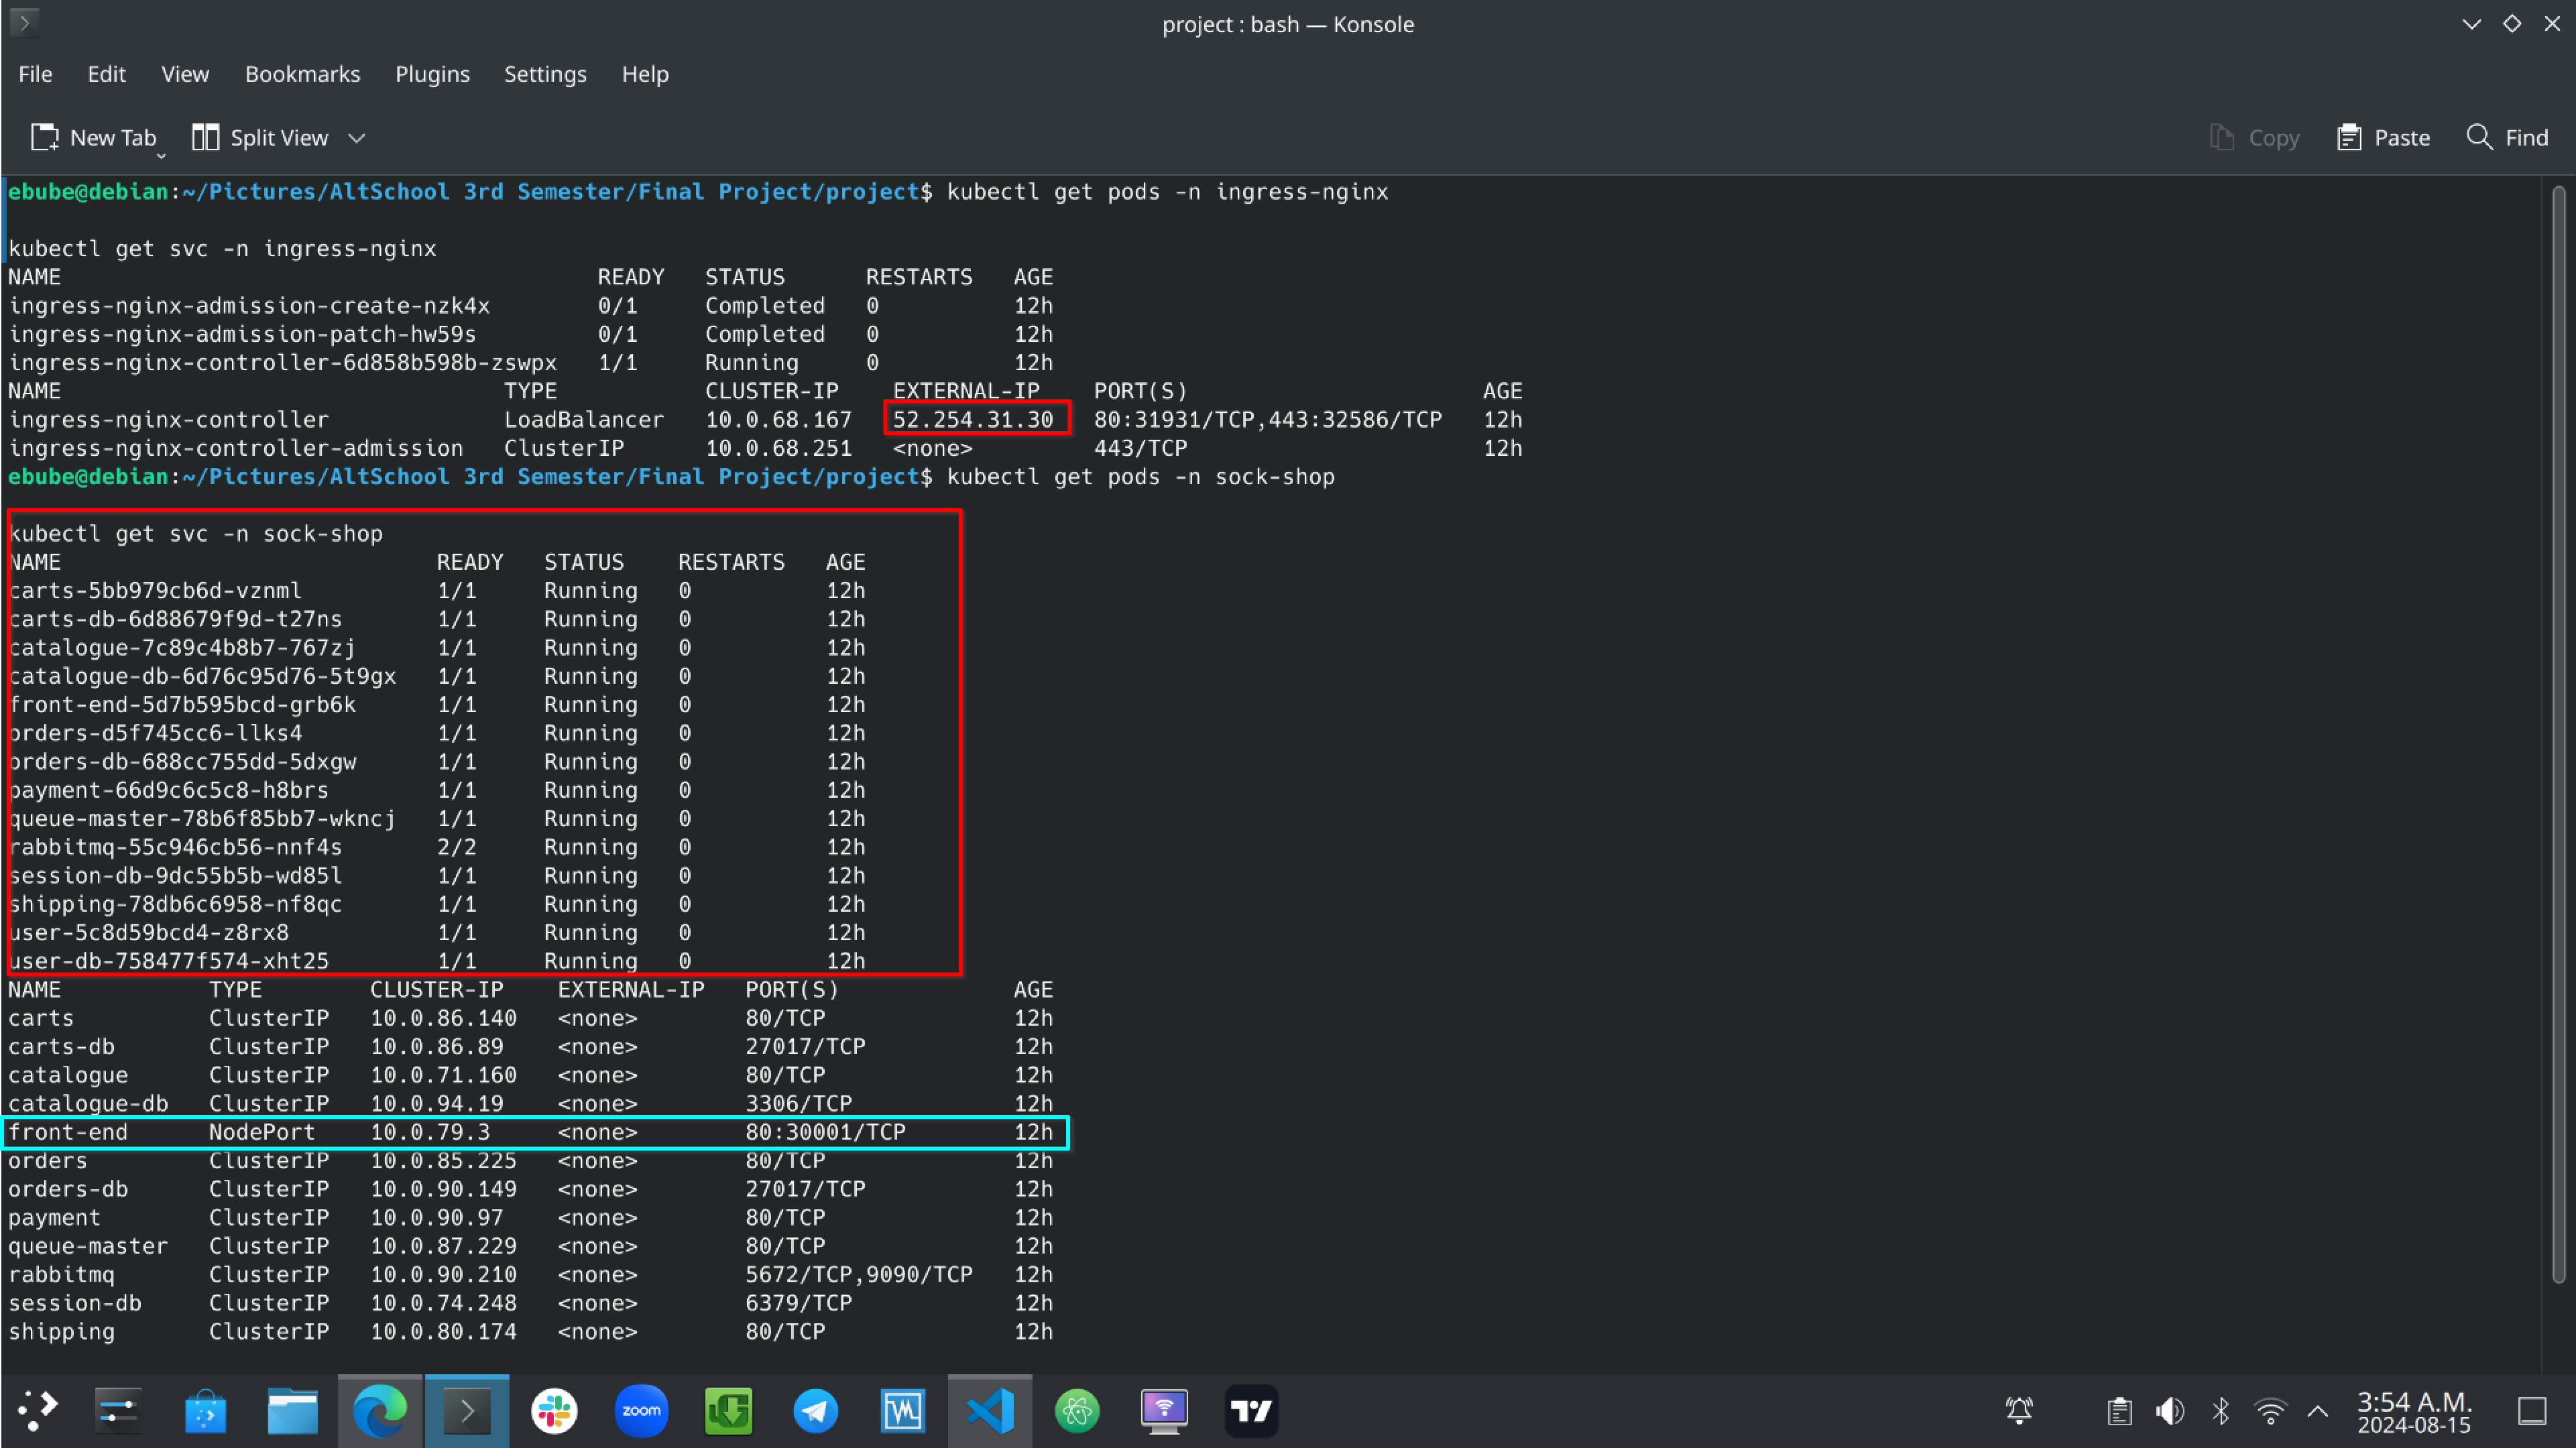 project : bash — Konsole
File Edit View Bookmarks Plugins Settings Help
New Tab Split View Copy Paste Find
ebube@debian:~/Pictures/AltSchool 3rd Semester/Final Project/project$ kubectl get pods -n ingress-nginx
kubectl get svc -n ingress-nginx
NAME READY STATUS RESTARTS AGE
ingress-nginx-admission-create-nzk4x 0/1 Completed 0 12h
ingress-nginx-admission-patch-hw59s 0/1 Completed 0 12h
ingress-nginx-controller-6d858b598b-zswpx 1/1 Running 0 12h
NAME TYPE CLUSTER-IP EXTERNAL-IP PORT(S) AGE
ingress-nginx-controller LoadBalancer 10.0.68.167 52.254.31.30 80:31931/TCP,443:32586/TCP 12h
ingress-nginx-controller-admission ClusterIP 10.0.68.251 <none> 443/TCP 12h
ebube@debian:~/Pictures/AltSchool 3rd Semester/Final Project/project$ kubectl get pods -n sock-shop
kubectl get svc -n sock-shop
NAME READY STATUS RESTARTS AGE
carts-5bb979cb6d-vznml 1/1 Running 0 12h
carts-db-6d88679f9d-t27ns 1/1 Running 0 12h
catalogue-7c89c4b8b7-767zj 1/1 Running 0 12h
catalogue-db-6d76c95d76-5t9gx 1/1 Running 0 12h
front-end-5d7b595bcd-grb6k 1/1 Running 0 12h
orders-d5f745cc6-llks4 1/1 Running 0 12h
orders-db-688cc755dd-5dxgw 1/1 Running 0 12h
payment-66d9c6c5c8-h8brs 1/1 Running 0 12h
queue-master-78b6f85bb7-wkncj 1/1 Running 0 12h
rabbitmq-55c946cb56-nnf4s 2/2 Running 0 12h
session-db-9dc55b5b-wd85l 1/1 Running 0 12h
shipping-78db6c6958-nf8qc 1/1 Running 0 12h
user-5c8d59bcd4-z8rx8 1/1 Running 0 12h
user-db-758477f574-xht25 1/1 Running 0 12h
NAME TYPE CLUSTER-IP EXTERNAL-IP PORT(S) AGE
carts ClusterIP 10.0.86.140 <none> 80/TCP 12h
carts-db ClusterIP 10.0.86.89 <none> 27017/TCP 12h
catalogue ClusterIP 10.0.71.160 <none> 80/TCP 12h
catalogue-db ClusterIP 10.0.94.19 <none> 3306/TCP 12h
front-end NodePort 10.0.79.3 <none> 80:30001/TCP 12h
orders ClusterIP 10.0.85.225 <none> 80/TCP 12h
orders-db ClusterIP 10.0.90.149 <none> 27017/TCP 12h
payment ClusterIP 10.0.90.97 <none> 80/TCP 12h
queue-master ClusterIP 10.0.87.229 <none> 80/TCP 12h
rabbitmq ClusterIP 10.0.90.210 <none> 5672/TCP,9090/TCP 12h
session-db ClusterIP 10.0.74.248 <none> 6379/TCP 12h
shipping ClusterIP 10.0.80.174 <none> 80/TCP 12h
zoom
3:54 A.M.
2024-08-15